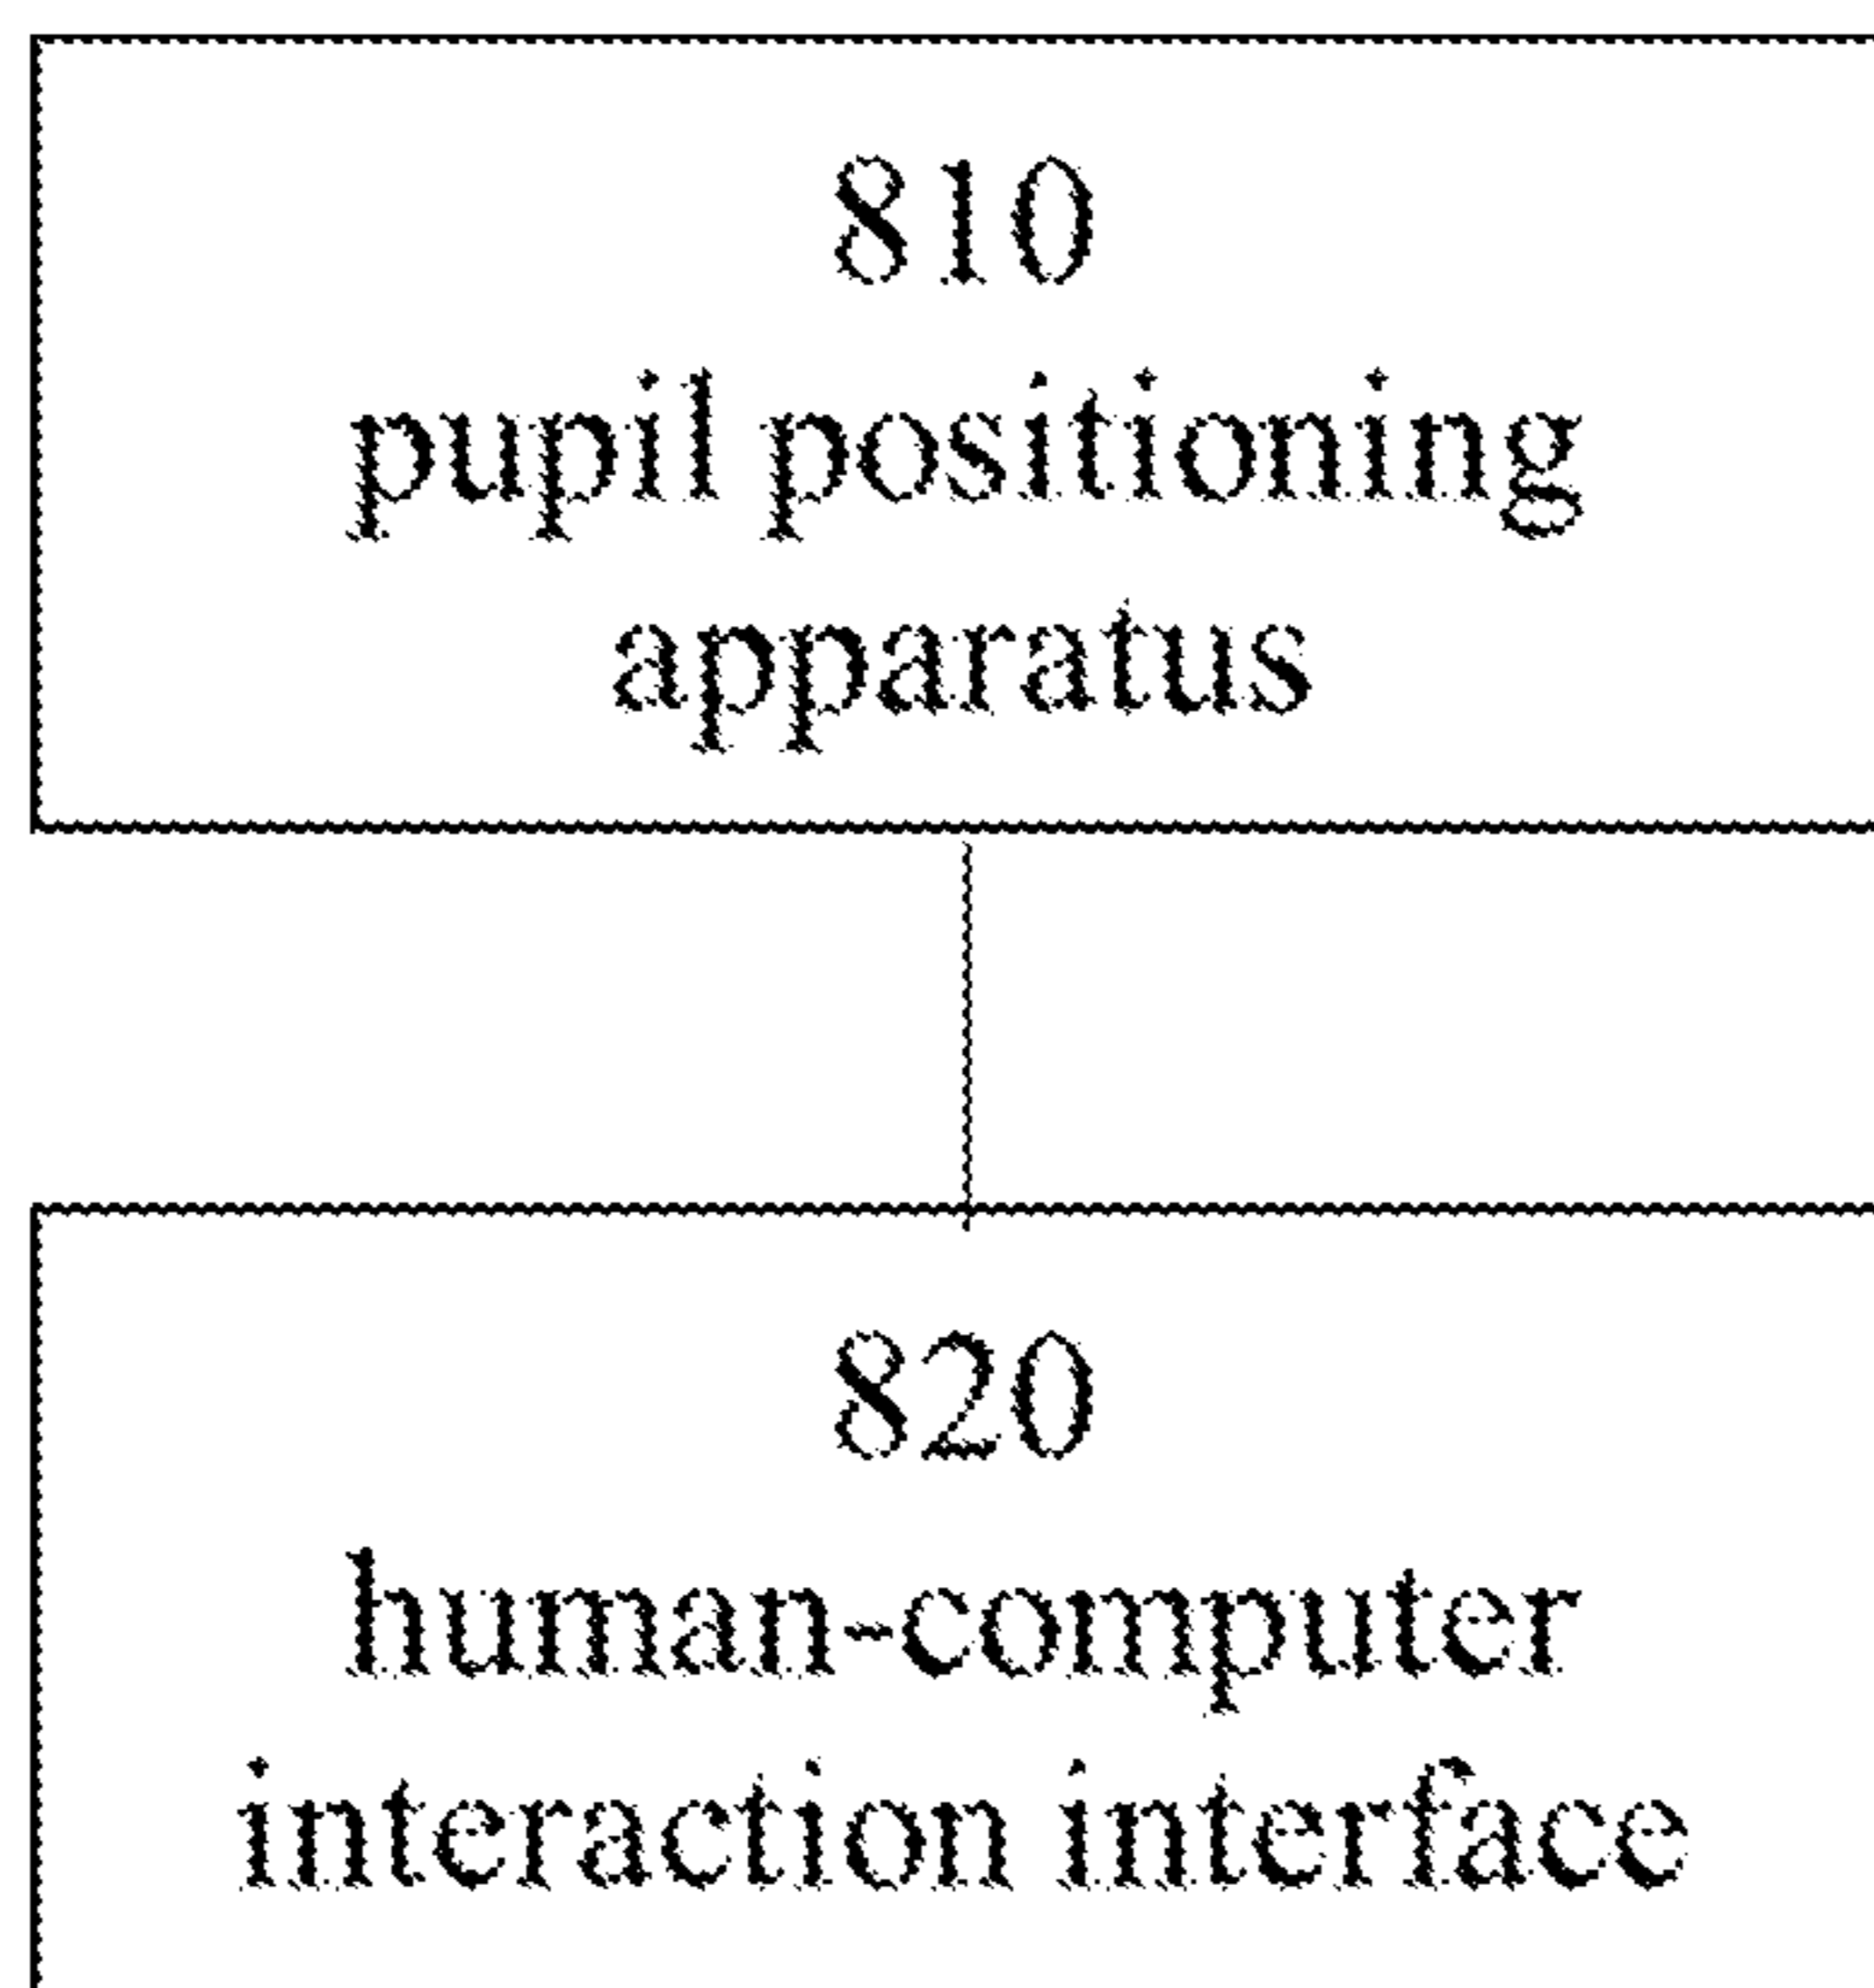 810
pupil positioning
apparatus
820
human-computer
interaction interface